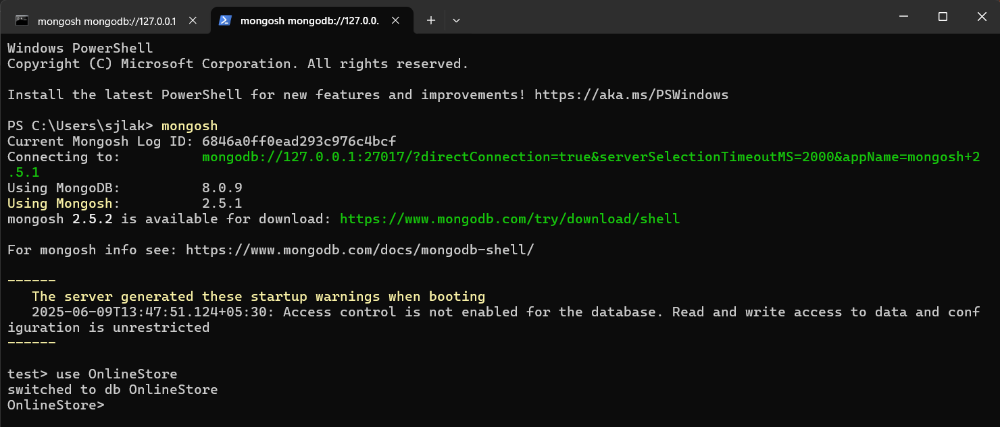 mongosh mongodb://127.0.0.1
mongosh mongodb://127.0.0.
Windows PowerShell
Copyright (C) Microsoft Corporation. All rights reserved.
Install the latest PowerShell for new features and improvements! https://aka.ms/PSWindows
PS C:\Users\sjlak> mongosh
Current Mongosh Log ID: 6846a0ff0ead293c976c4bcf
Connecting to: mongodb://127.0.0.1:27017/?directConnection=true&serverSelectionTimeoutMS=2000&appName=mongosh+2
.5.1
Using MongoDB: 8.0.9
Using Mongosh: 2.5.1
mongosh 2.5.2 is available for download: https://www.mongodb.com/try/download/shell
For mongosh info see: https://www.mongodb.com/docs/mongodb-shell/
------
The server generated these startup warnings when booting
2025-06-09T13:47:51.124+05:30: Access control is not enabled for the database. Read and write access to data and conf
iguration is unrestricted
------
test> use OnlineStore
switched to db OnlineStore
OnlineStore>